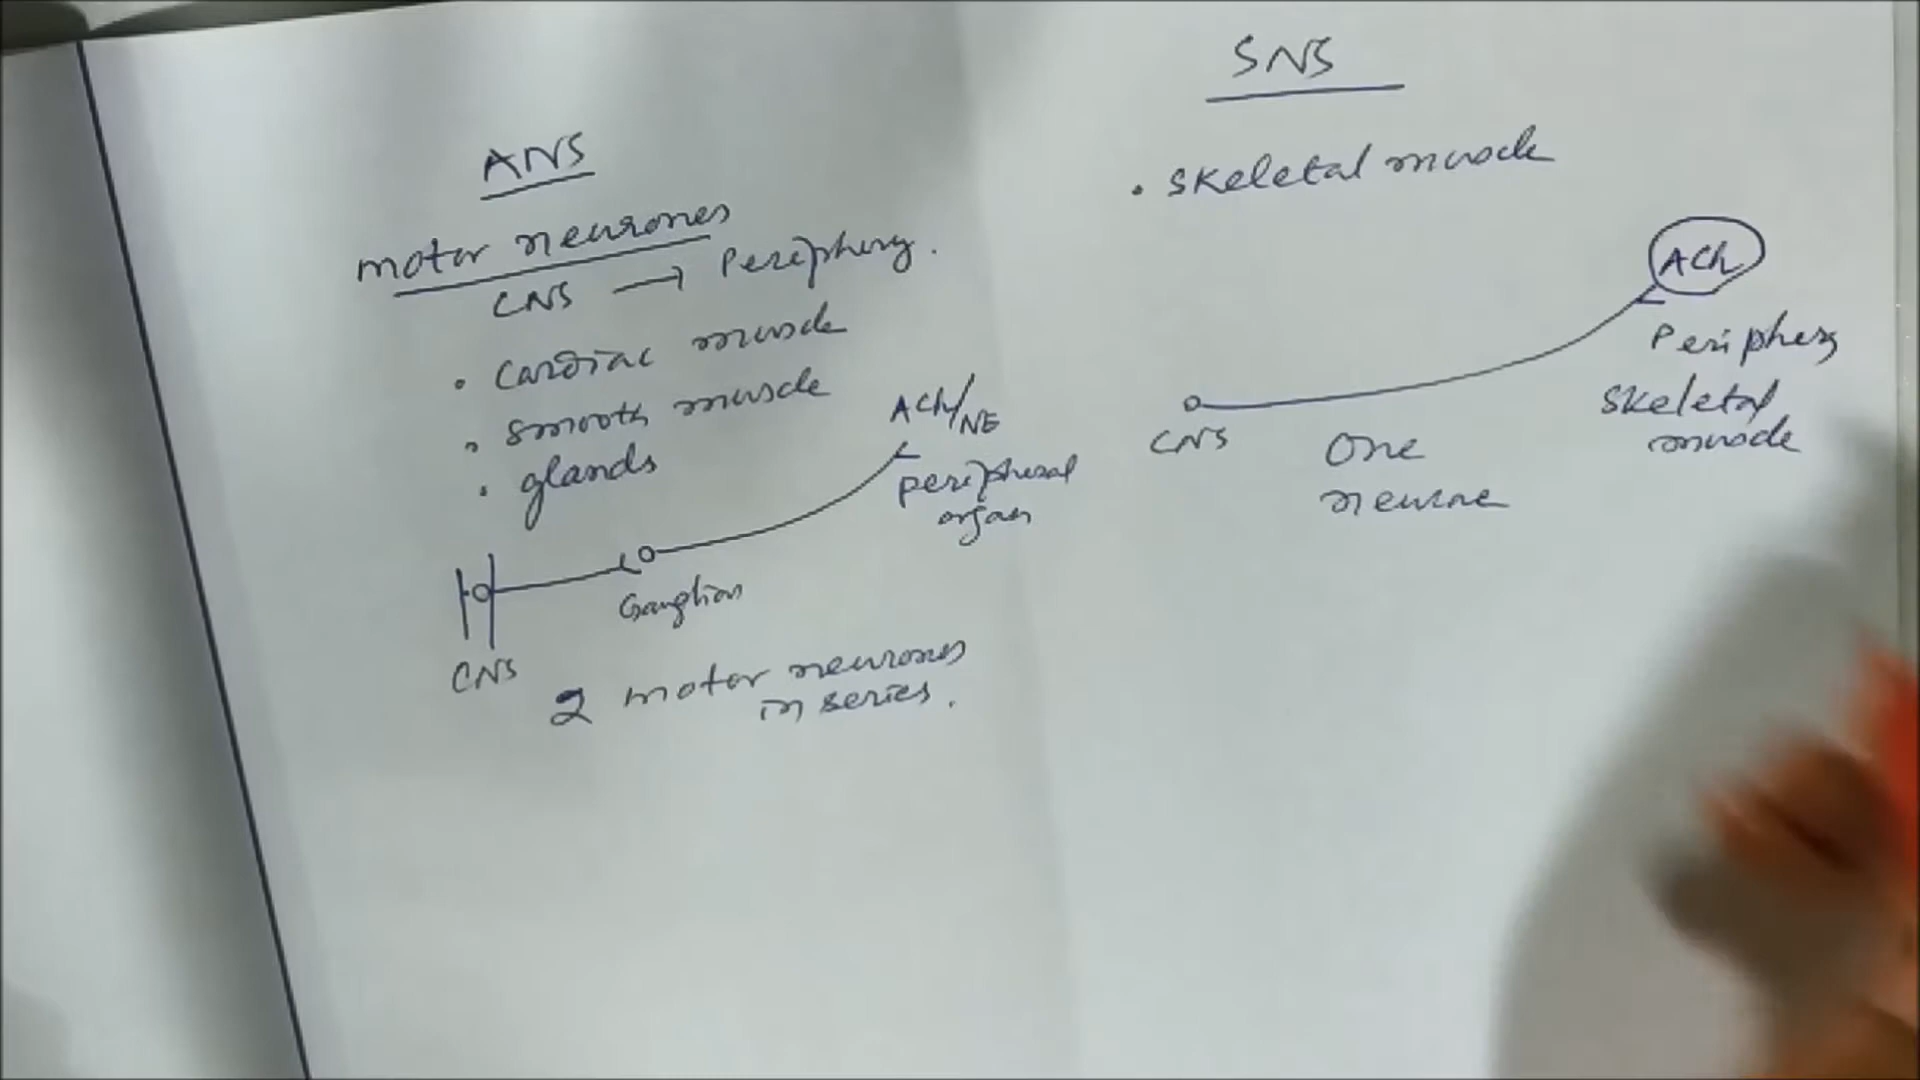 ANS
motor neurones
CNS → Periphery.
• cardiac muscle
• smooth muscle
• glands
ACh/NE
peripheral
organ
Ganglion
CNS
2 motor neurones
in series.
SNS
• skeletal muscle
ACh
Periphery
skeletal
muscle
CNS
One
neurone